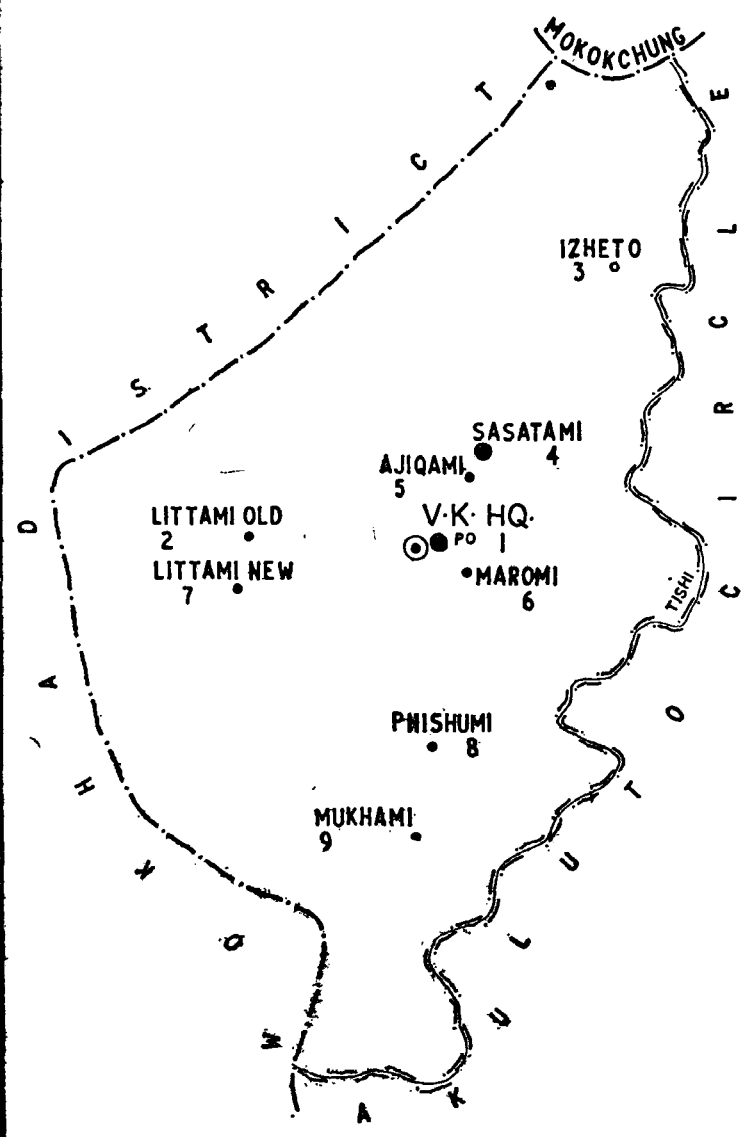 MOKOKCHUNG
IZHETO
3
SASATAMI
4
AJIQAMI
5
V.K. HQ.
PO 1
LITTAMI OLD
2
LITTAMI NEW
7
MAROMI
6
TISHI
PHISHUMI
8
MUKHAMI
9
WOKHA DISTRICT
AKULUTO CIRCLE